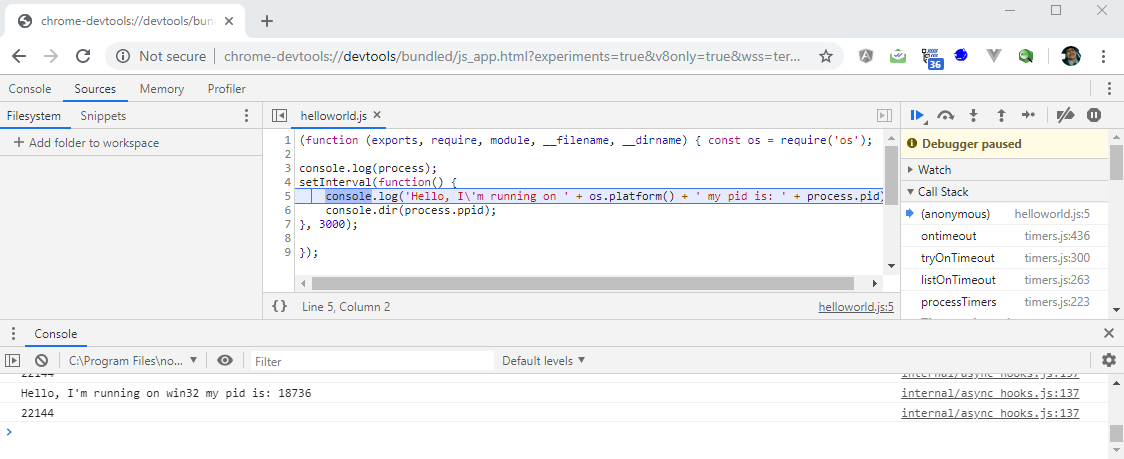 chrome-devtools://devtools/bun
Not secure | chrome-devtools://devtools/bundled/js_app.html?experiments=true&v8only=true&wss=ter...
36
Console Sources Memory Profiler
Filesystem Snippets
Add folder to workspace
helloworld.js
1 (function (exports, require, module, __filename, __dirname) { const os = require('os');
2
3 console.log(process);
4 setInterval(function() {
5 console.log('Hello, I\'m running on ' + os.platform() + ' my pid is: ' + process.pid)
6 console.dir(process.ppid);
7 }, 3000);
8
9 });
{} Line 5, Column 2 helloworld.js:5
Debugger paused
Watch
Call Stack
(anonymous) helloworld.js:5
ontimeout timers.js:436
tryOnTimeout timers.js:300
listOnTimeout timers.js:263
processTimers timers.js:223
Console
C:\Program Files\no... Filter Default levels
22144 internal/async_hooks.js:137
Hello, I'm running on win32 my pid is: 18736 internal/async_hooks.js:137
22144 internal/async_hooks.js:137
>